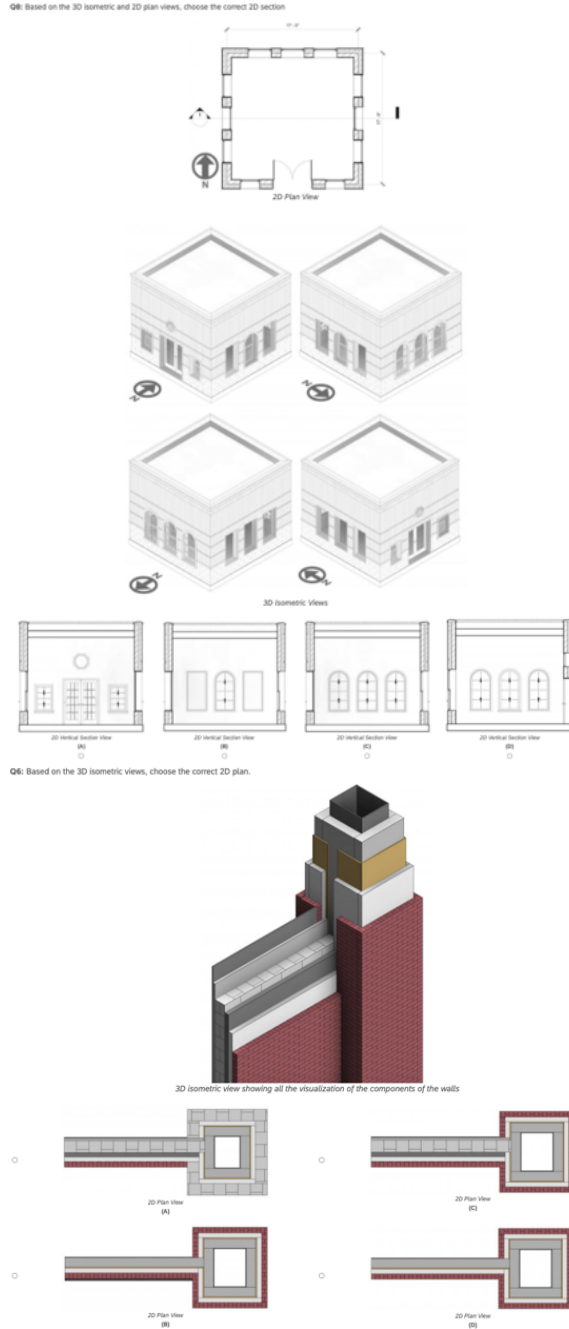 Q8: Based on the 3D isometric and 2D plan views, choose the correct 2D section
N
2D Plan View
N
N
N
N
3D Isometric Views
2D Vertical Section View
(A)
2D Vertical Section View
(B)
2D Vertical Section View
(C)
2D Vertical Section View
(D)
Q6: Based on the 3D isometric views, choose the correct 2D plan.
3D isometric view showing all the visualization of the components of the walls
2D Plan View
(A)
2D Plan View
(C)
2D Plan View
(B)
2D Plan View
(D)